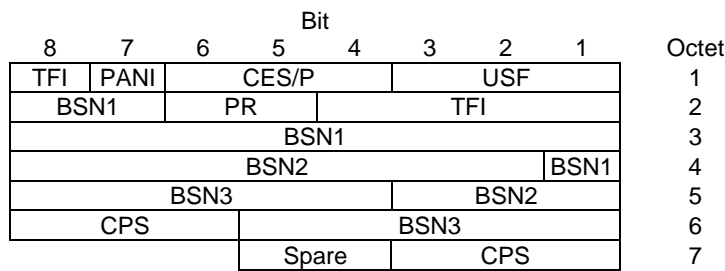 Bit
8 7 6 5 4 3 2 1 Octet
TFI PANI CES/P USF 1
BSN1 PR TFI 2
BSN1 3
BSN2 BSN1 4
BSN3 BSN2 5
CPS BSN3 6
Spare CPS 7